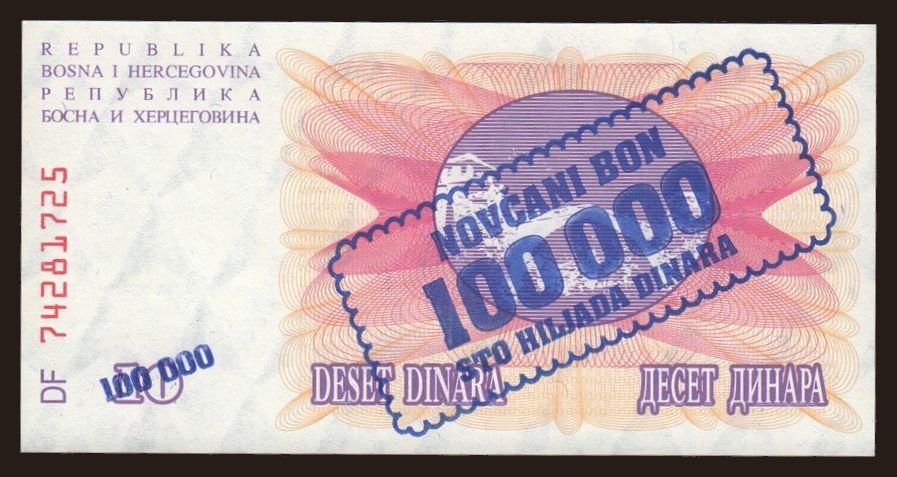 REPUBLIKA
BOSNA I HERCEGOVINA
РЕПУБЛИКА
БОСНА И ХЕРЦЕГОВИНА
DF 74281725
NOVČANI BON
100 000
STO HILJADA DINARA
100 000
10
DESET DINARA
ДЕСЕТ ДИНАРА